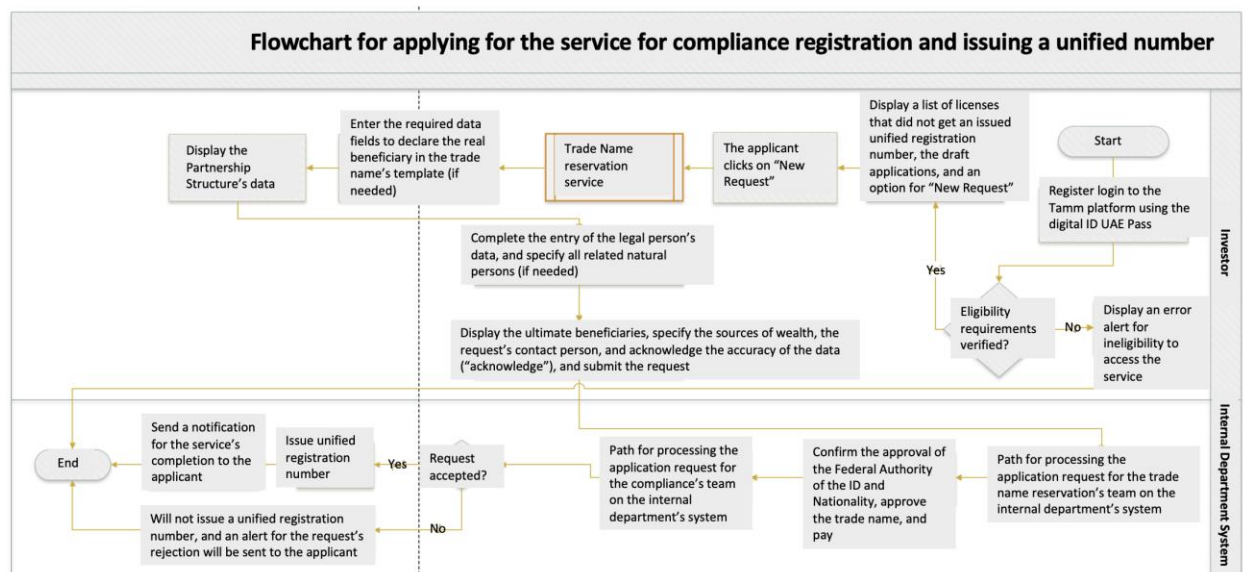 Flowchart for applying for the service for compliance registration and issuing a unified number
Investor
Start
Register login to the
Tamm platform using the
digital ID UAE Pass
Eligibility
requirements
verified?
No
Display an error
alert for
ineligibility to
access the
service
Yes
Display a list of licenses
that did not get an issued
unified registration
number, the draft
applications, and an
option for “New Request”
The applicant
clicks on “New
Request”
Trade Name
reservation
service
Enter the required data
fields to declare the real
beneficiary in the trade
name’s template (if
needed)
Display the
Partnership
Structure’s data
Complete the entry of the legal person’s
data, and specify all related natural
persons (if needed)
Display the ultimate beneficiaries, specify the sources of wealth, the
request’s contact person, and acknowledge the accuracy of the data
(“acknowledge”), and submit the request
Internal Department System
Path for processing the
application request for the trade
name reservation’s team on the
internal department’s system
Confirm the approval of
the Federal Authority
of the ID and
Nationality, approve
the trade name, and
pay
Path for processing the
application request for
the compliance’s team
on the internal
department’s system
Request
accepted?
Yes
Issue unified
registration
number
Send a notification
for the service’s
completion to the
applicant
End
No
Will not issue a unified registration
number, and an alert for the request’s
rejection will be sent to the applicant